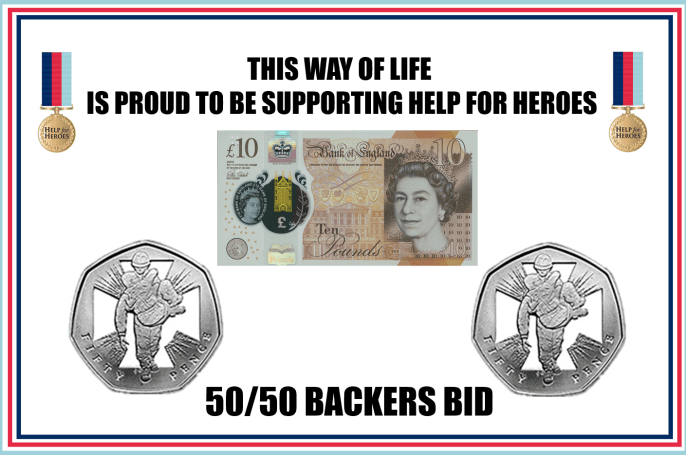 THIS WAY OF LIFE
IS PROUD TO BE SUPPORTING HELP FOR HEROES
HELP for
HEROES
HELP for
HEROES
£10
Bank of England
10
£
Ten
Pounds
FIFTY PENCE
FIFTY PENCE
50/50 BACKERS BID